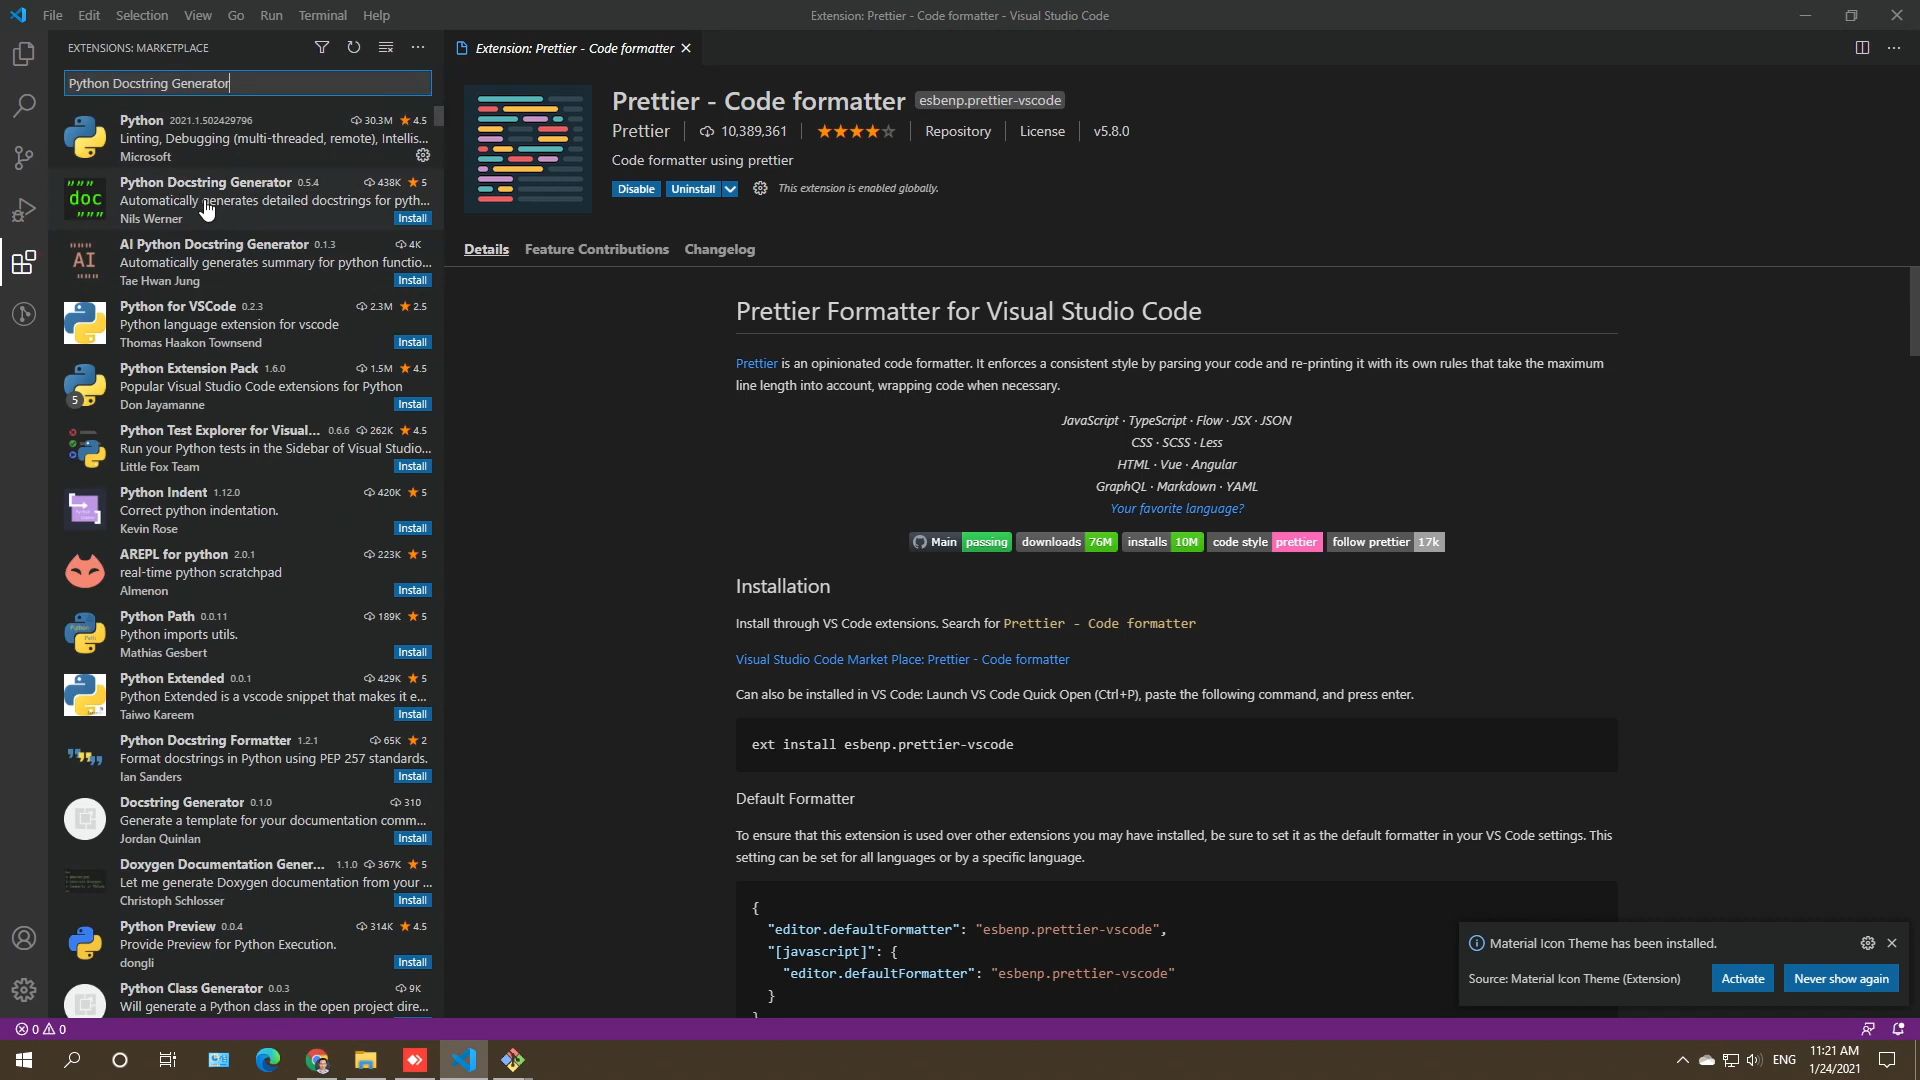 File Edit Selection View Go Run Terminal Help
Extension: Prettier - Code formatter - Visual Studio Code
EXTENSIONS: MARKETPLACE
Python Docstring Generator
Python 2021.1.502429796 30.3M 4.5
Linting, Debugging (multi-threaded, remote), Intellis...
Microsoft
Python Docstring Generator 0.5.4 438K 5
Automatically generates detailed docstrings for pyth...
Nils Werner Install
AI Python Docstring Generator 0.1.3 4K
Automatically generates summary for python functio...
Tae Hwan Jung Install
Python for VSCode 0.2.3 2.3M 2.5
Python language extension for vscode
Thomas Haakon Townsend Install
Python Extension Pack 1.6.0 1.5M 4.5
Popular Visual Studio Code extensions for Python
5
Don Jayamanne Install
Python Test Explorer for Visual... 0.6.6 262K 4.5
Run your Python tests in the Sidebar of Visual Studio...
Little Fox Team Install
Python Indent 1.12.0 420K 5
Correct python indentation.
Kevin Rose Install
AREPL for python 2.0.1 223K 5
real-time python scratchpad
Almenon Install
Python Path 0.0.11 189K 5
Python imports utils.
Mathias Gesbert Install
Python Extended 0.0.1 429K 5
Python Extended is a vscode snippet that makes it e...
Taiwo Kareem Install
Python Docstring Formatter 1.2.1 65K 2
Format docstrings in Python using PEP 257 standards.
Ian Sanders Install
Docstring Generator 0.1.0 310
Generate a template for your documentation comm...
Jordan Quinlan Install
Doxygen Documentation Gener... 1.1.0 367K 5
Let me generate Doxygen documentation from your ...
Christoph Schlosser Install
Python Preview 0.0.4 314K 4.5
Provide Preview for Python Execution.
dongli Install
Python Class Generator 0.0.3 9K
Will generate a Python class in the open project dire...
""" doc """
""" AI """
Extension: Prettier - Code formatter
Prettier - Code formatter esbenp.prettier-vscode
Prettier 10,389,361 Repository License v5.8.0
Code formatter using prettier
Disable Uninstall This extension is enabled globally.
Details Feature Contributions Changelog
Prettier Formatter for Visual Studio Code
Prettier is an opinionated code formatter. It enforces a consistent style by parsing your code and re-printing it with its own rules that take the maximum
line length into account, wrapping code when necessary.
JavaScript · TypeScript · Flow · JSX · JSON
CSS · SCSS · Less
HTML · Vue · Angular
GraphQL · Markdown · YAML
Your favorite language?
Main passing downloads 76M installs 10M code style prettier follow prettier 17k
Installation
Install through VS Code extensions. Search for Prettier - Code formatter
Visual Studio Code Market Place: Prettier - Code formatter
Can also be installed in VS Code: Launch VS Code Quick Open (Ctrl+P), paste the following command, and press enter.
ext install esbenp.prettier-vscode
Default Formatter
To ensure that this extension is used over other extensions you may have installed, be sure to set it as the default formatter in your VS Code settings. This
setting can be set for all languages or by a specific language.
{
"editor.defaultFormatter": "esbenp.prettier-vscode",
"[javascript]": {
"editor.defaultFormatter": "esbenp.prettier-vscode"
}
}
Material Icon Theme has been installed.
Source: Material Icon Theme (Extension) Activate Never show again
0 0
ENG
11:21 AM
1/24/2021